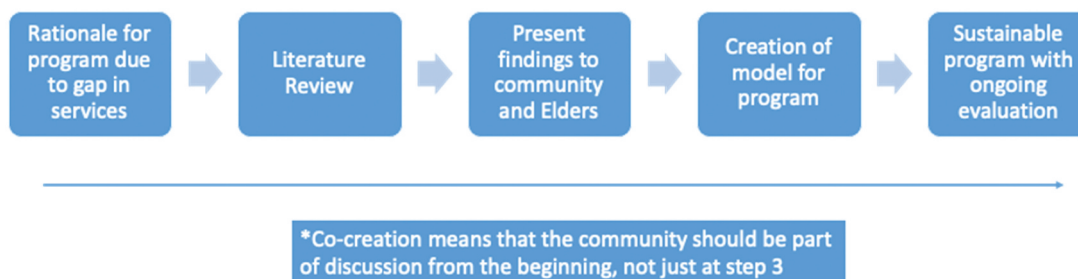 Rationale for
program due
to gap in
services
Literature
Review
Present
findings to
community
and Elders
Creation of
model for
program
Sustainable
program with
ongoing
evaluation
*Co-creation means that the community should be part
of discussion from the beginning, not just at step 3